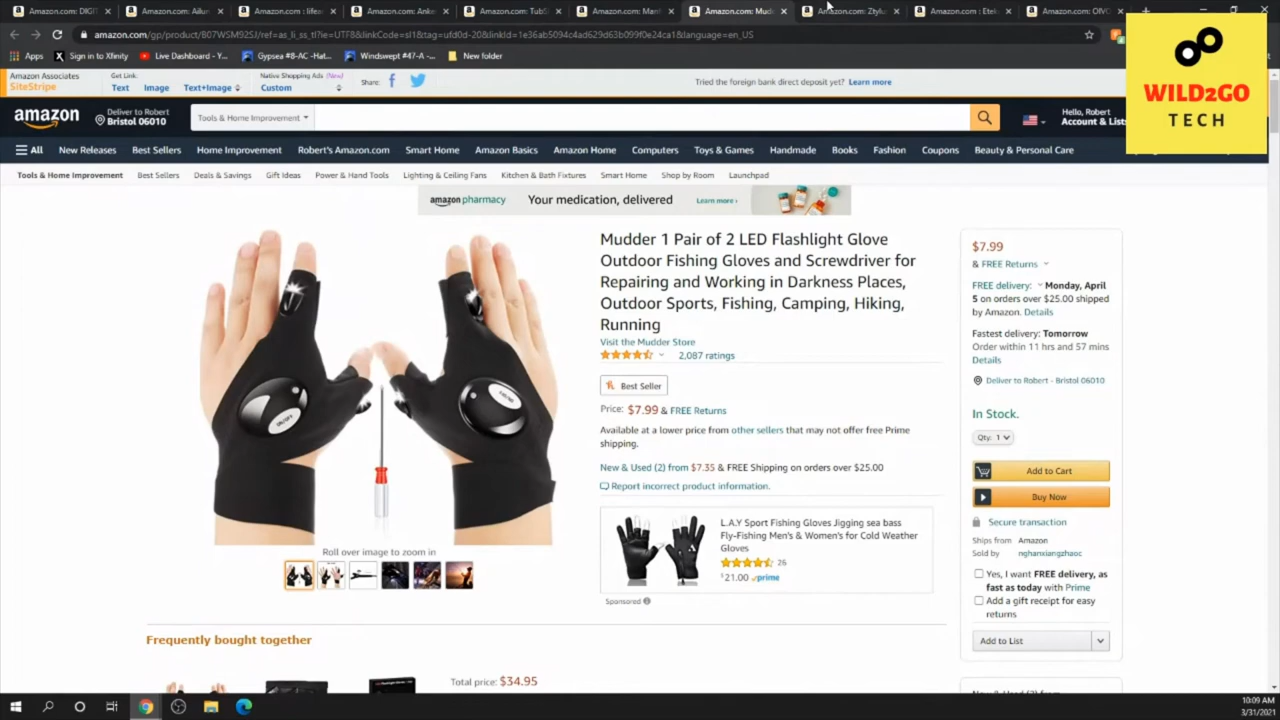 Amazon.com: DIGIT
Amazon.com: Ailun
Amazon.com : lifes
Amazon.com: Anke
Amazon.com: TubS
Amazon.com: Man
Amazon.com: Mud
Amazon.com: Ztylu
Amazon.com : Etek
Amazon.com: OtVO
amazon.com/gp/product/B07WSM92SJ/ref=as_li_ss_tl?ie=UTF8&linkCode=sl1&tag=ufd0d-20&linkId=1e36ab5094c4ad629d63b099f0e24ca1&language=en_US
Apps
Sign in to Xfinity
Live Dashboard - Y...
Gypsea #8-AC -Hat...
Windswept #47-A -...
New folder
Amazon Associates
SiteStripe
Get Link:
Text
Image
Text+Image
Native Shopping Ads (New)
Custom
Share:
Tried the foreign bank direct deposit yet? Learn more
WILD2GO
TECH
amazon
Deliver to Robert
Bristol 06010
Tools & Home Improvement
Hello, Robert
Account & Lists
All
New Releases
Best Sellers
Home Improvement
Robert's Amazon.com
Smart Home
Amazon Basics
Amazon Home
Computers
Toys & Games
Handmade
Books
Fashion
Coupons
Beauty & Personal Care
Tools & Home Improvement
Best Sellers
Deals & Savings
Gift Ideas
Power & Hand Tools
Lighting & Ceiling Fans
Kitchen & Bath Fixtures
Smart Home
Shop by Room
Launchpad
amazon pharmacy
Your medication, delivered
Learn more ›
Mudder 1 Pair of 2 LED Flashlight Glove
Outdoor Fishing Gloves and Screwdriver for
Repairing and Working in Darkness Places,
Outdoor Sports, Fishing, Camping, Hiking,
Running
Visit the Mudder Store
2,087 ratings
Best Seller
Price: $7.99 & FREE Returns
Available at a lower price from other sellers that may not offer free Prime
shipping.
New & Used (2) from $7.35 & FREE Shipping on orders over $25.00
Report incorrect product information.
L.A.Y Sport Fishing Gloves Jigging sea bass
Fly-Fishing Men's & Women's for Cold Weather
Gloves
26
$21.00 prime
Sponsored
ON/OFF
Roll over image to zoom in
$7.99
& FREE Returns
FREE delivery: Monday, April
5 on orders over $25.00 shipped
by Amazon. Details
Fastest delivery: Tomorrow
Order within 11 hrs and 57 mins
Details
Deliver to Robert - Bristol 06010
In Stock.
Qty: 1
Add to Cart
Buy Now
Secure transaction
Ships from Amazon
Sold by nghanxiangzhaoc
Yes, I want FREE delivery, as
fast as today with Prime
Add a gift receipt for easy
returns
Add to List
Frequently bought together
Total price: $34.95
10:09 AM
3/31/2021